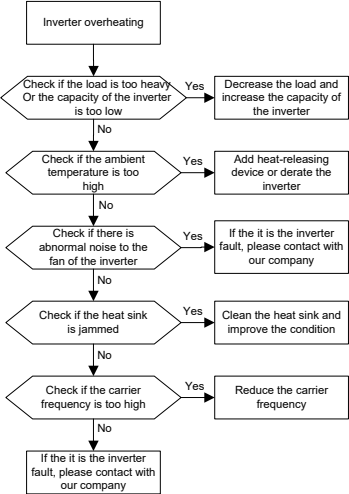 Inverter overheating
Check if the load is too heavy
Or the capacity of the inverter
is too low
Yes
Decrease the load and
increase the capacity of
the inverter
No
Check if the ambient
temperature is too
high
Yes
Add heat-releasing
device or derate the
inverter
No
Check if there is
abnormal noise to the
fan of the inverter
Yes
If the it is the inverter
fault, please contact with
our company
No
Check if the heat sink
is jammed
Yes
Clean the heat sink and
improve the condition
No
Check if the carrier
frequency is too high
Yes
Reduce the carrier
frequency
No
If the it is the inverter
fault, please contact with
our company